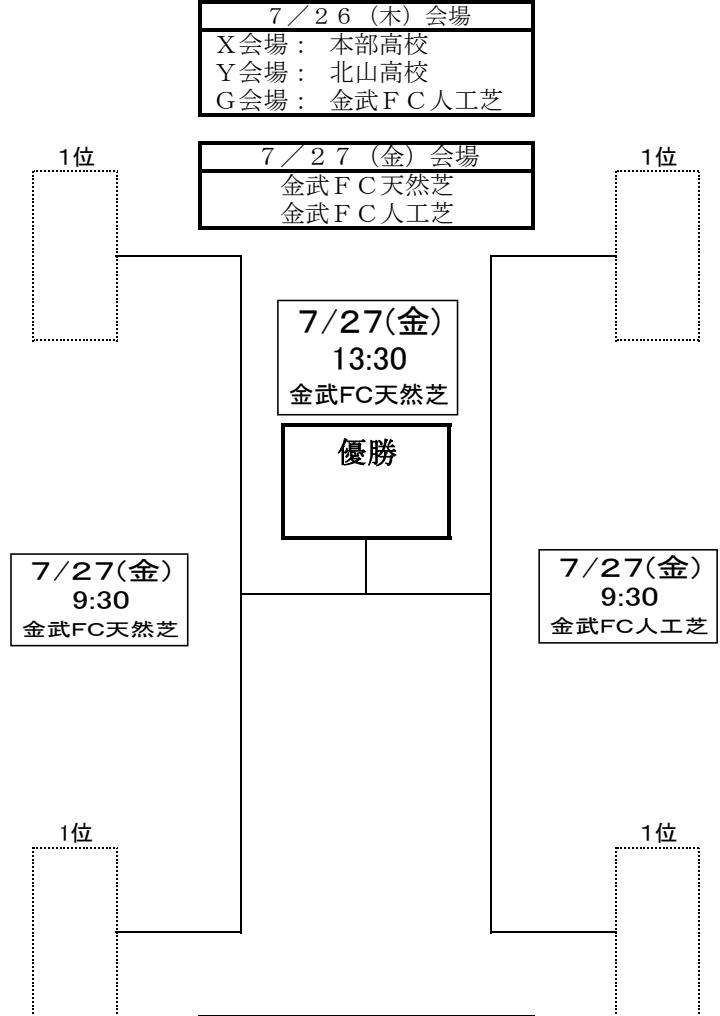 ７／２６（木）会場
Ｘ会場：　本部高校
Ｙ会場：　北山高校
Ｇ会場：　金武ＦＣ人工芝
1位
７／２７（金）会場
1位
金武ＦＣ天然芝
金武ＦＣ人工芝
7/27(金)
13:30
金武FC天然芝
優勝
7/27(金)
9:30
金武FC天然芝
7/27(金)
9:30
金武FC人工芝
1位
1位